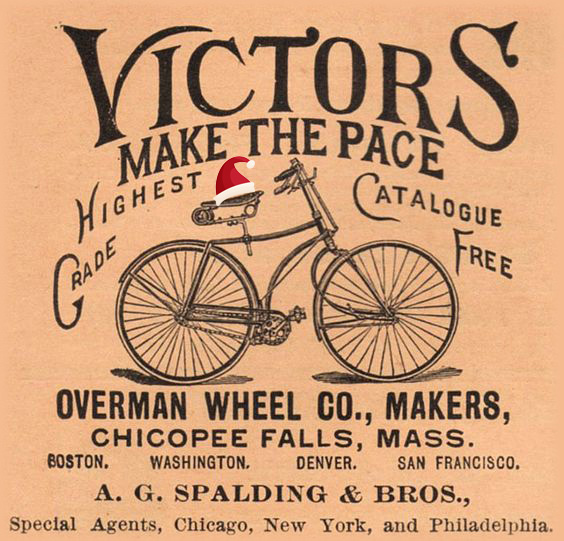 VICTORS
MAKE THE PACE
HIGHEST
GRADE
CATALOGUE
FREE
OVERMAN WHEEL CO., MAKERS,
CHICOPEE FALLS, MASS.
BOSTON. WASHINGTON. DENVER. SAN FRANCISCO.
A. G. SPALDING & BROS.,
Special Agents, Chicago, New York, and Philadelphia.